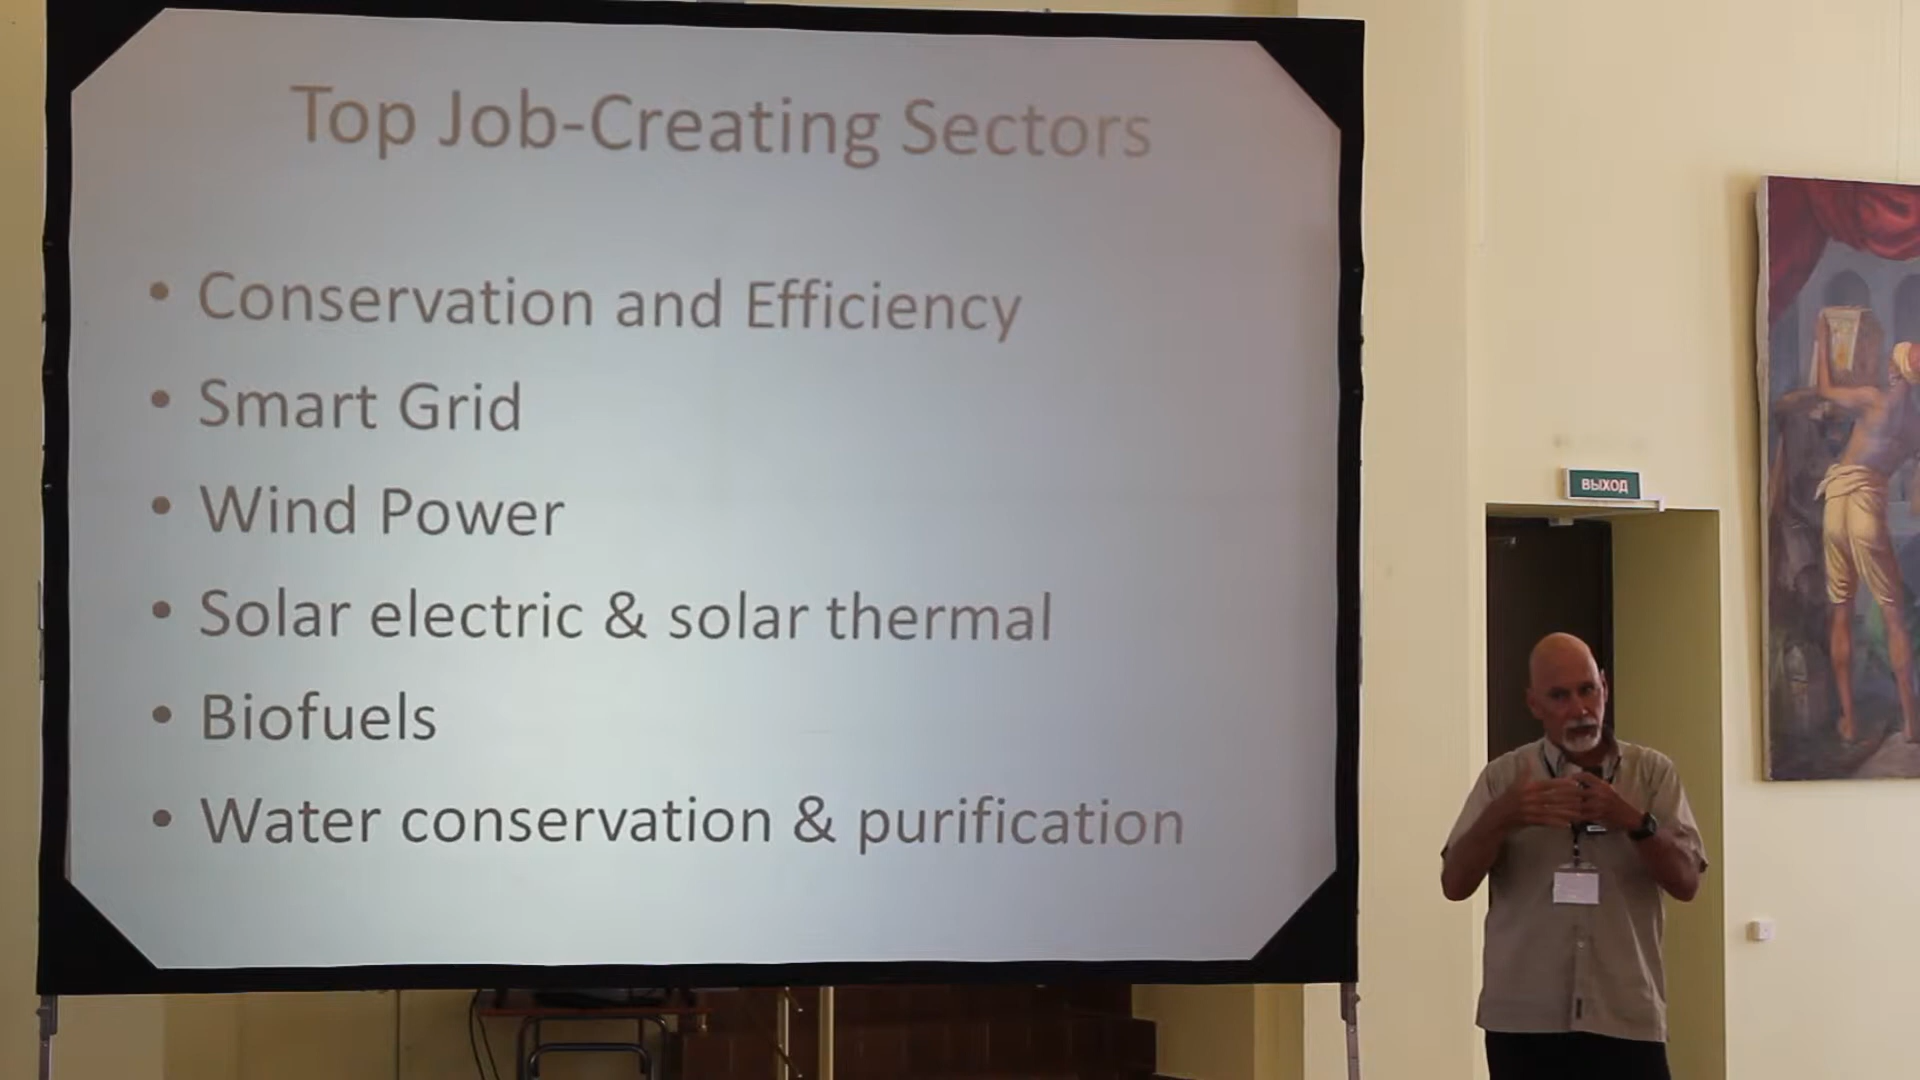 Top Job-Creating Sectors
• Conservation and Efficiency
• Smart Grid
• Wind Power
• Solar electric & solar thermal
• Biofuels
• Water conservation & purification
ВЫХОД